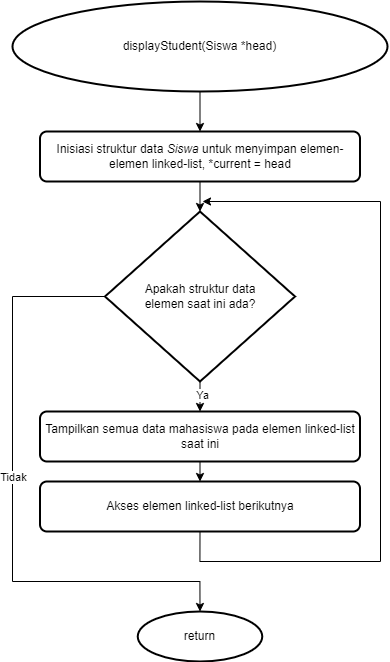 displayStudent(Siswa *head)
Inisiasi struktur data Siswa untuk menyimpan elemen-
elemen linked-list, *current = head
Apakah struktur data
elemen saat ini ada?
Ya
Tampilkan semua data mahasiswa pada elemen linked-list
saat ini
Tidak
Akses elemen linked-list berikutnya
return